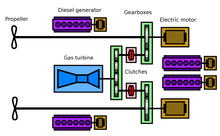 Diesel generator
Gearboxes
Propeller
Electric motor
Gas turbine
Clutches